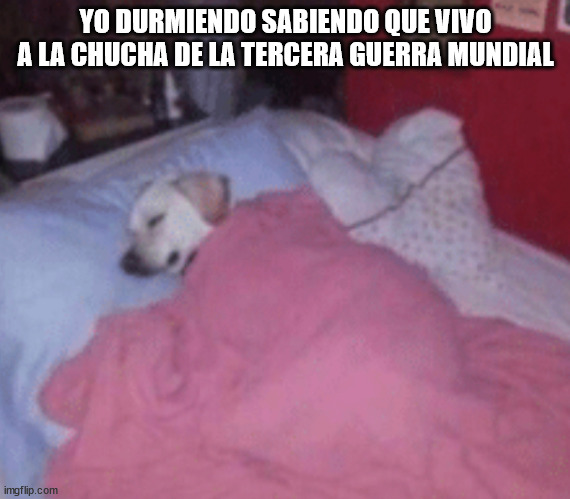 YO DURMIENDO SABIENDO QUE VIVO
A LA CHUCHA DE LA TERCERA GUERRA MUNDIAL
imgflip.com